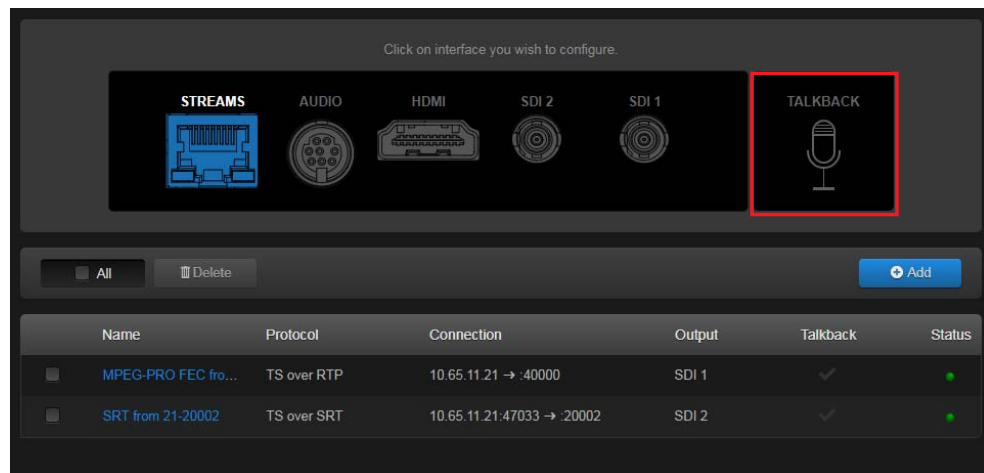 Click on interface you wish to configure.
STREAMS AUDIO HDMI SDI 2 SDI 1 TALKBACK
All Delete Add
Name Protocol Connection Output Talkback Status
MPEG-PRO FEC fro... TS over RTP 10.65.11.21 ➔ :40000 SDI 1
SRT from 21-20002 TS over SRT 10.65.11.21:47033 ➔ :20002 SDI 2